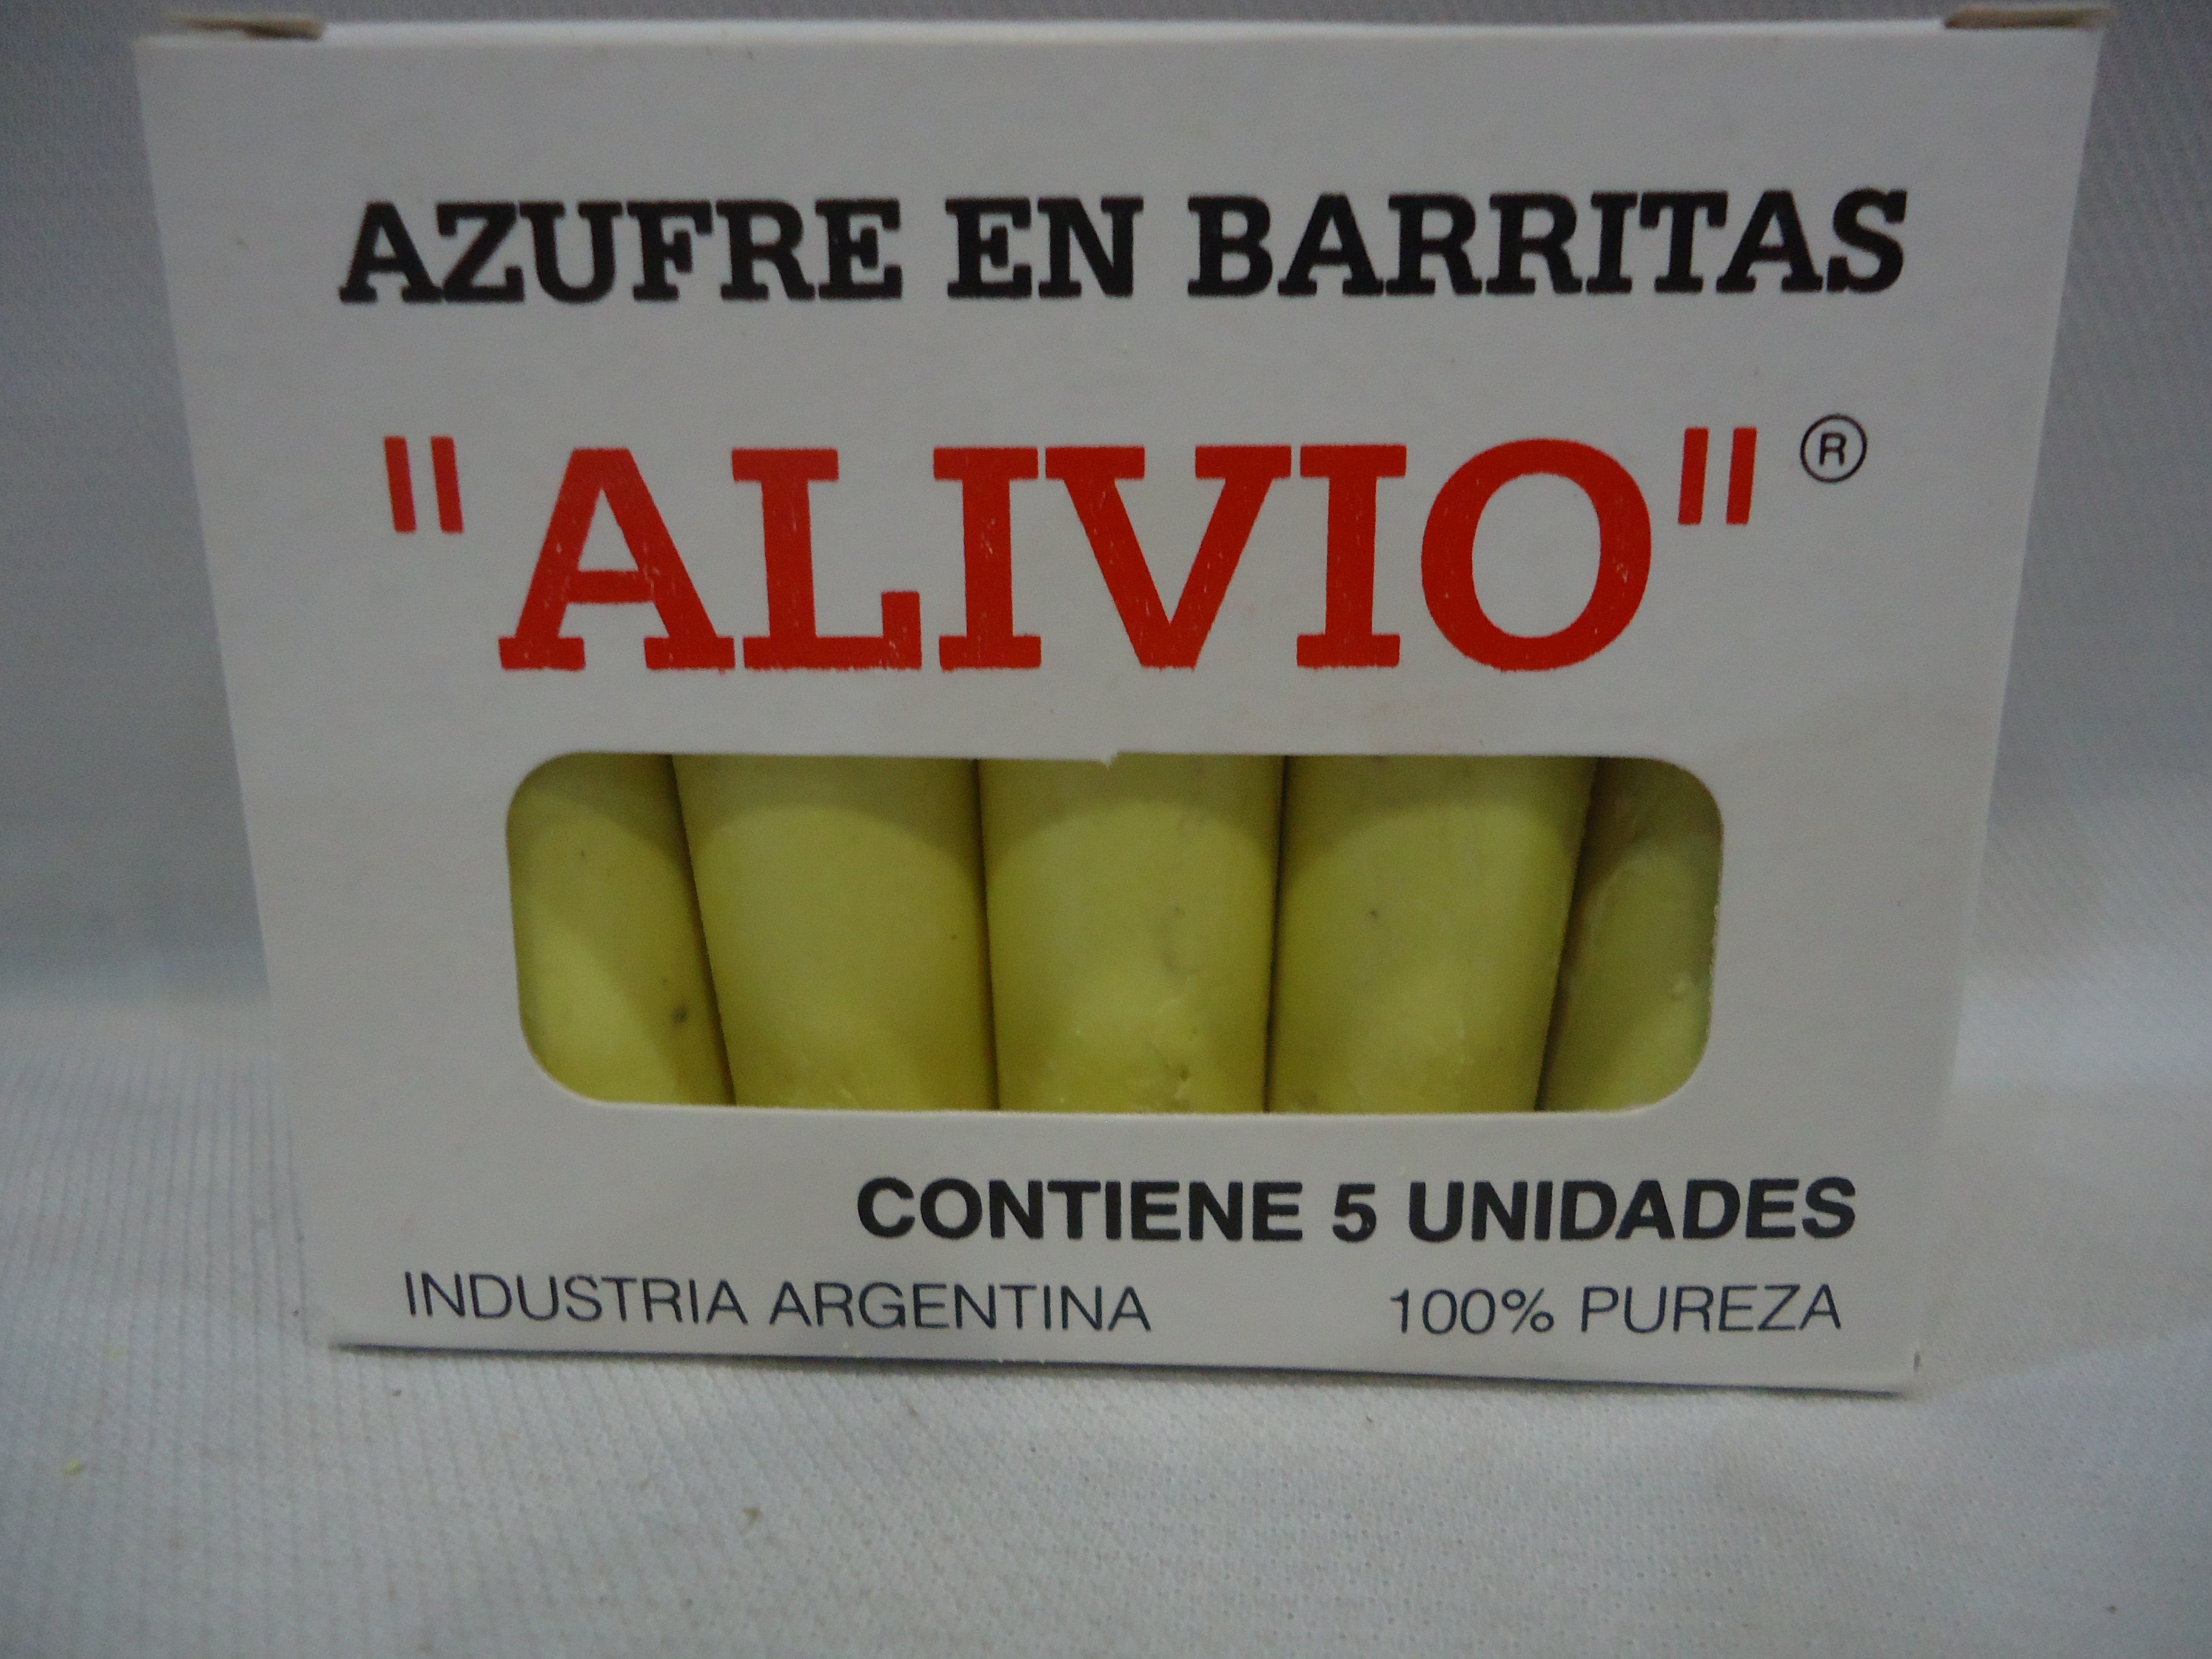 AZUFRE EN BARRITAS
"ALIVIO" ®
CONTIENE 5 UNIDADES
INDUSTRIA ARGENTINA 100% PUREZA